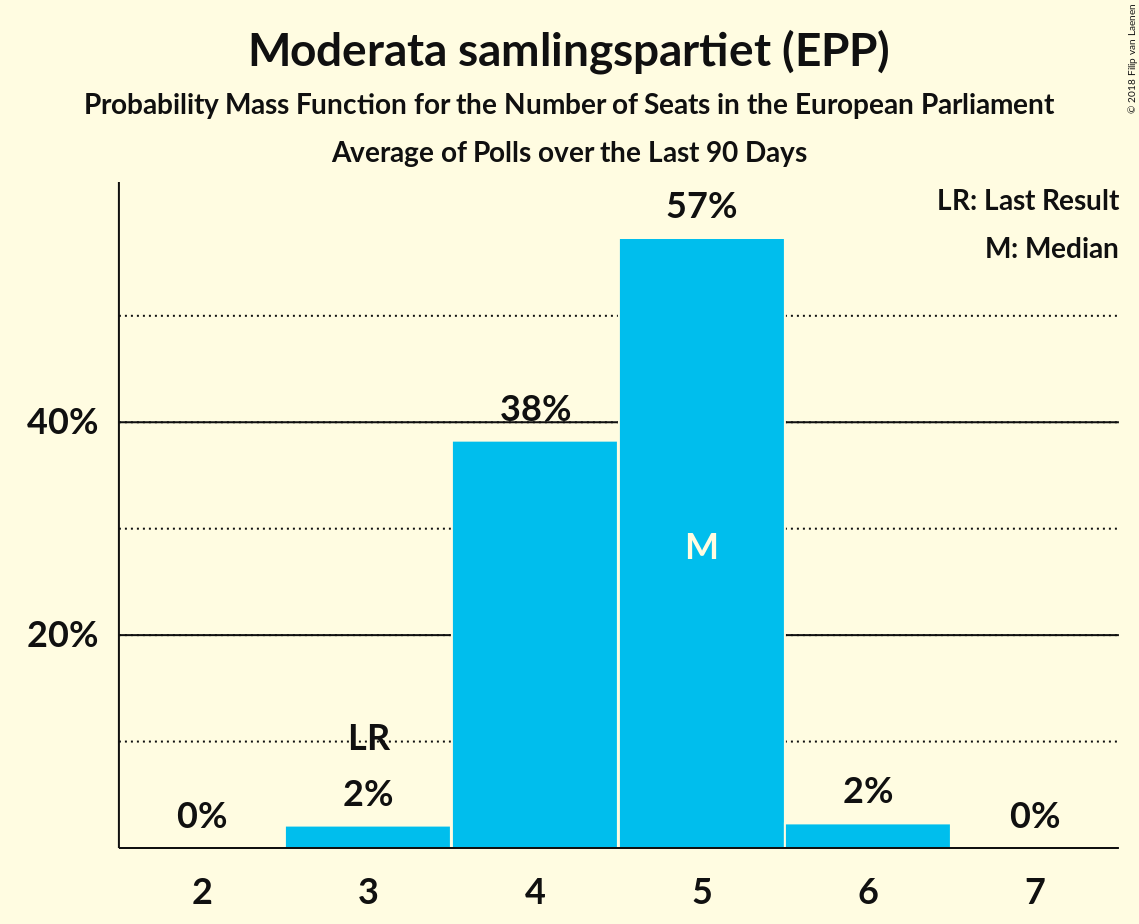 Moderata samlingspartiet (EPP)
Probability Mass Function for the Number of Seats in the European Parliament
Average of Polls over the Last 90 Days
© 2018 Filip van Laenen
LR: Last Result
M: Median
57%
38%
40%
M
20%
LR
2%
2%
0%
0%
2 3 4 5 6 7